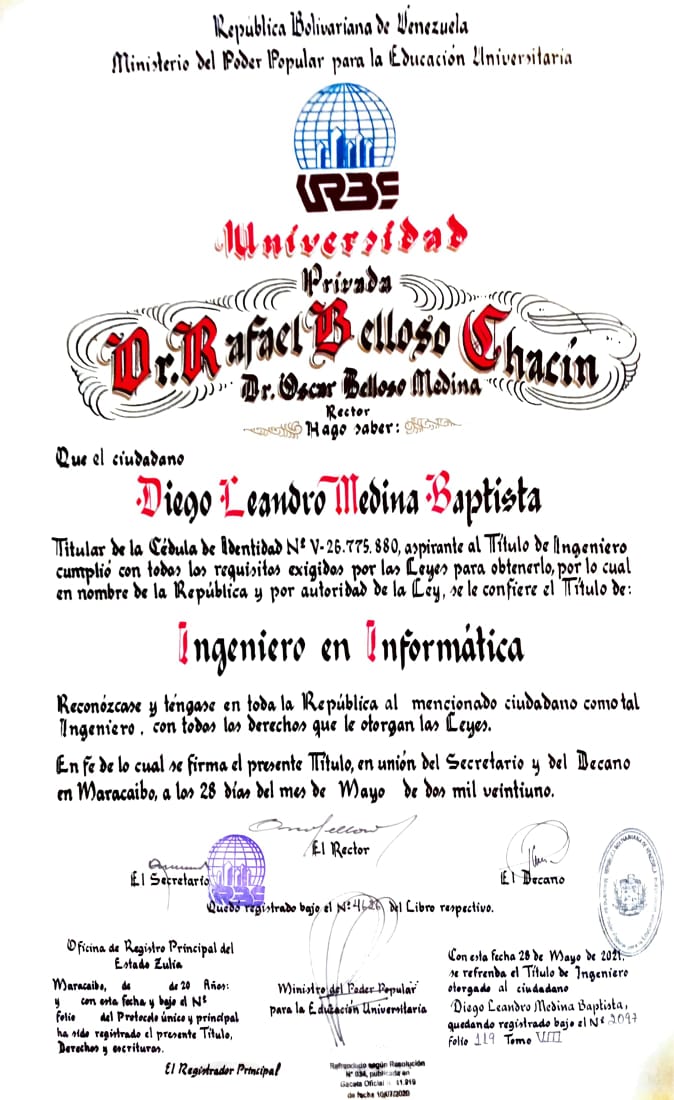 República Bolivariana de Venezuela
Ministerio del Poder Popular para la Educación Universitaria
URBE
Universidad
Privada
Dr. Rafael Belloso Chacín
Dr. Oscar Belloso Medina
Rector
Hago saber:
Que el ciudadano
Diego Leandro Medina Baptista
Titular de la Cédula de Identidad Nº V-26.775.880, aspirante al Título de Ingeniero
cumplió con todos los requisitos exigidos por las Leyes para obtenerlo, por lo cual
en nombre de la República y por autoridad de la Ley, se le confiere el Título de:
Ingeniero en Informática
Reconózcase y téngase en toda la República al mencionado ciudadano como tal
Ingeniero, con todos los derechos que le otorgan las Leyes.
En fe de lo cual se firma el presente Título, en unión del Secretario y del Decano
en Maracaibo, a los 28 días del mes de Mayo de dos mil veintiuno.
El Rector
El Secretario
URBE
El Decano
Quedó registrado bajo el Nº del Libro respectivo.
Oficina de Registro Principal del
Estado Zulia
Maracaibo, de de 20 Años:
y con esta fecha y bajo el Nº
folio del Protocolo único y principal
ha sido registrado el presente Título,
Derechos y escrituras.
El Registrador Principal
Ministro del Poder Popular
para la Educación Universitaria
Refrendado según Resolución
Nº 034, publicada en
Gaceta Oficial 41.919
de fecha 10/07/2020
Con esta fecha 28 de Mayo de 2021,
se refrenda el Título de Ingeniero
otorgado al ciudadano
Diego Leandro Medina Baptista,
quedando registrado bajo el Nº 2097
folio 119 Tomo VIII